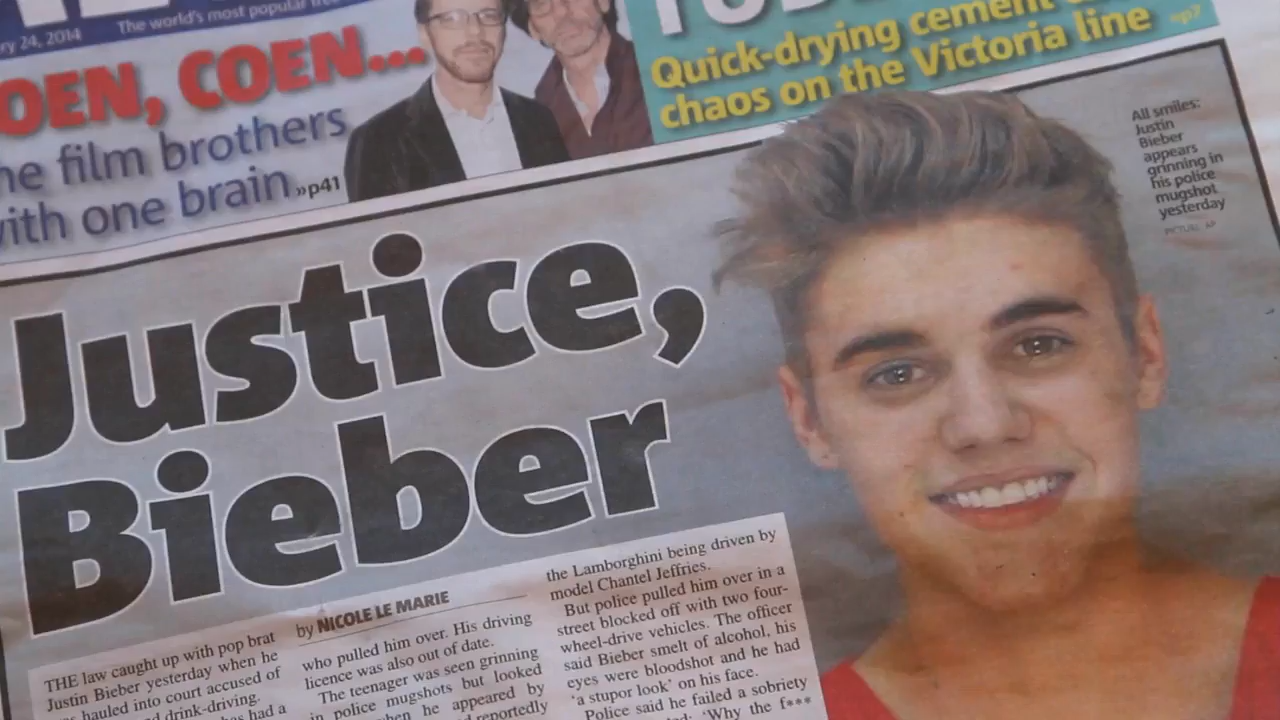 ry 24, 2014
The world's most popular free
OEN, COEN...
he film brothers
with one brain »p41
Quick-drying cement
chaos on the Victoria line »p7
All smiles:
Justin
Bieber
appears
grinning in
his police
mugshot
yesterday
PICTURE: AP
Justice,
Bieber
by NICOLE LE MARIE
THE law caught up with pop brat
Justin Bieber yesterday when he
was hauled into court accused of
drink-driving.
has had a
who pulled him over. His driving
licence was also out of date.
The teenager was seen grinning
in police mugshots but looked
when he appeared by
reportedly
the Lamborghini being driven by
model Chantel Jeffries.
But police pulled him over in a
street blocked off with two four-
wheel-drive vehicles. The officer
said Bieber smelt of alcohol, his
eyes were bloodshot and he had
'a stupor look' on his face.
Police said he failed a sobriety
'Why the f***